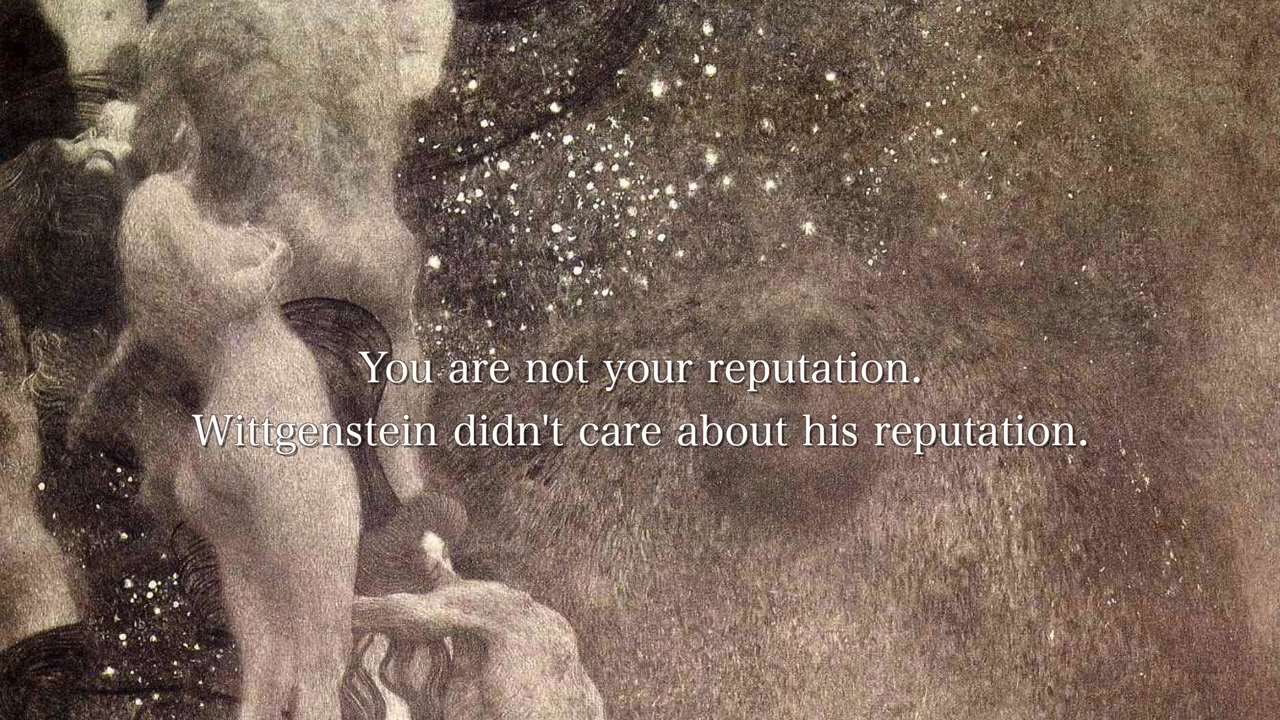 You are not your reputation.
Wittgenstein didn't care about his reputation.